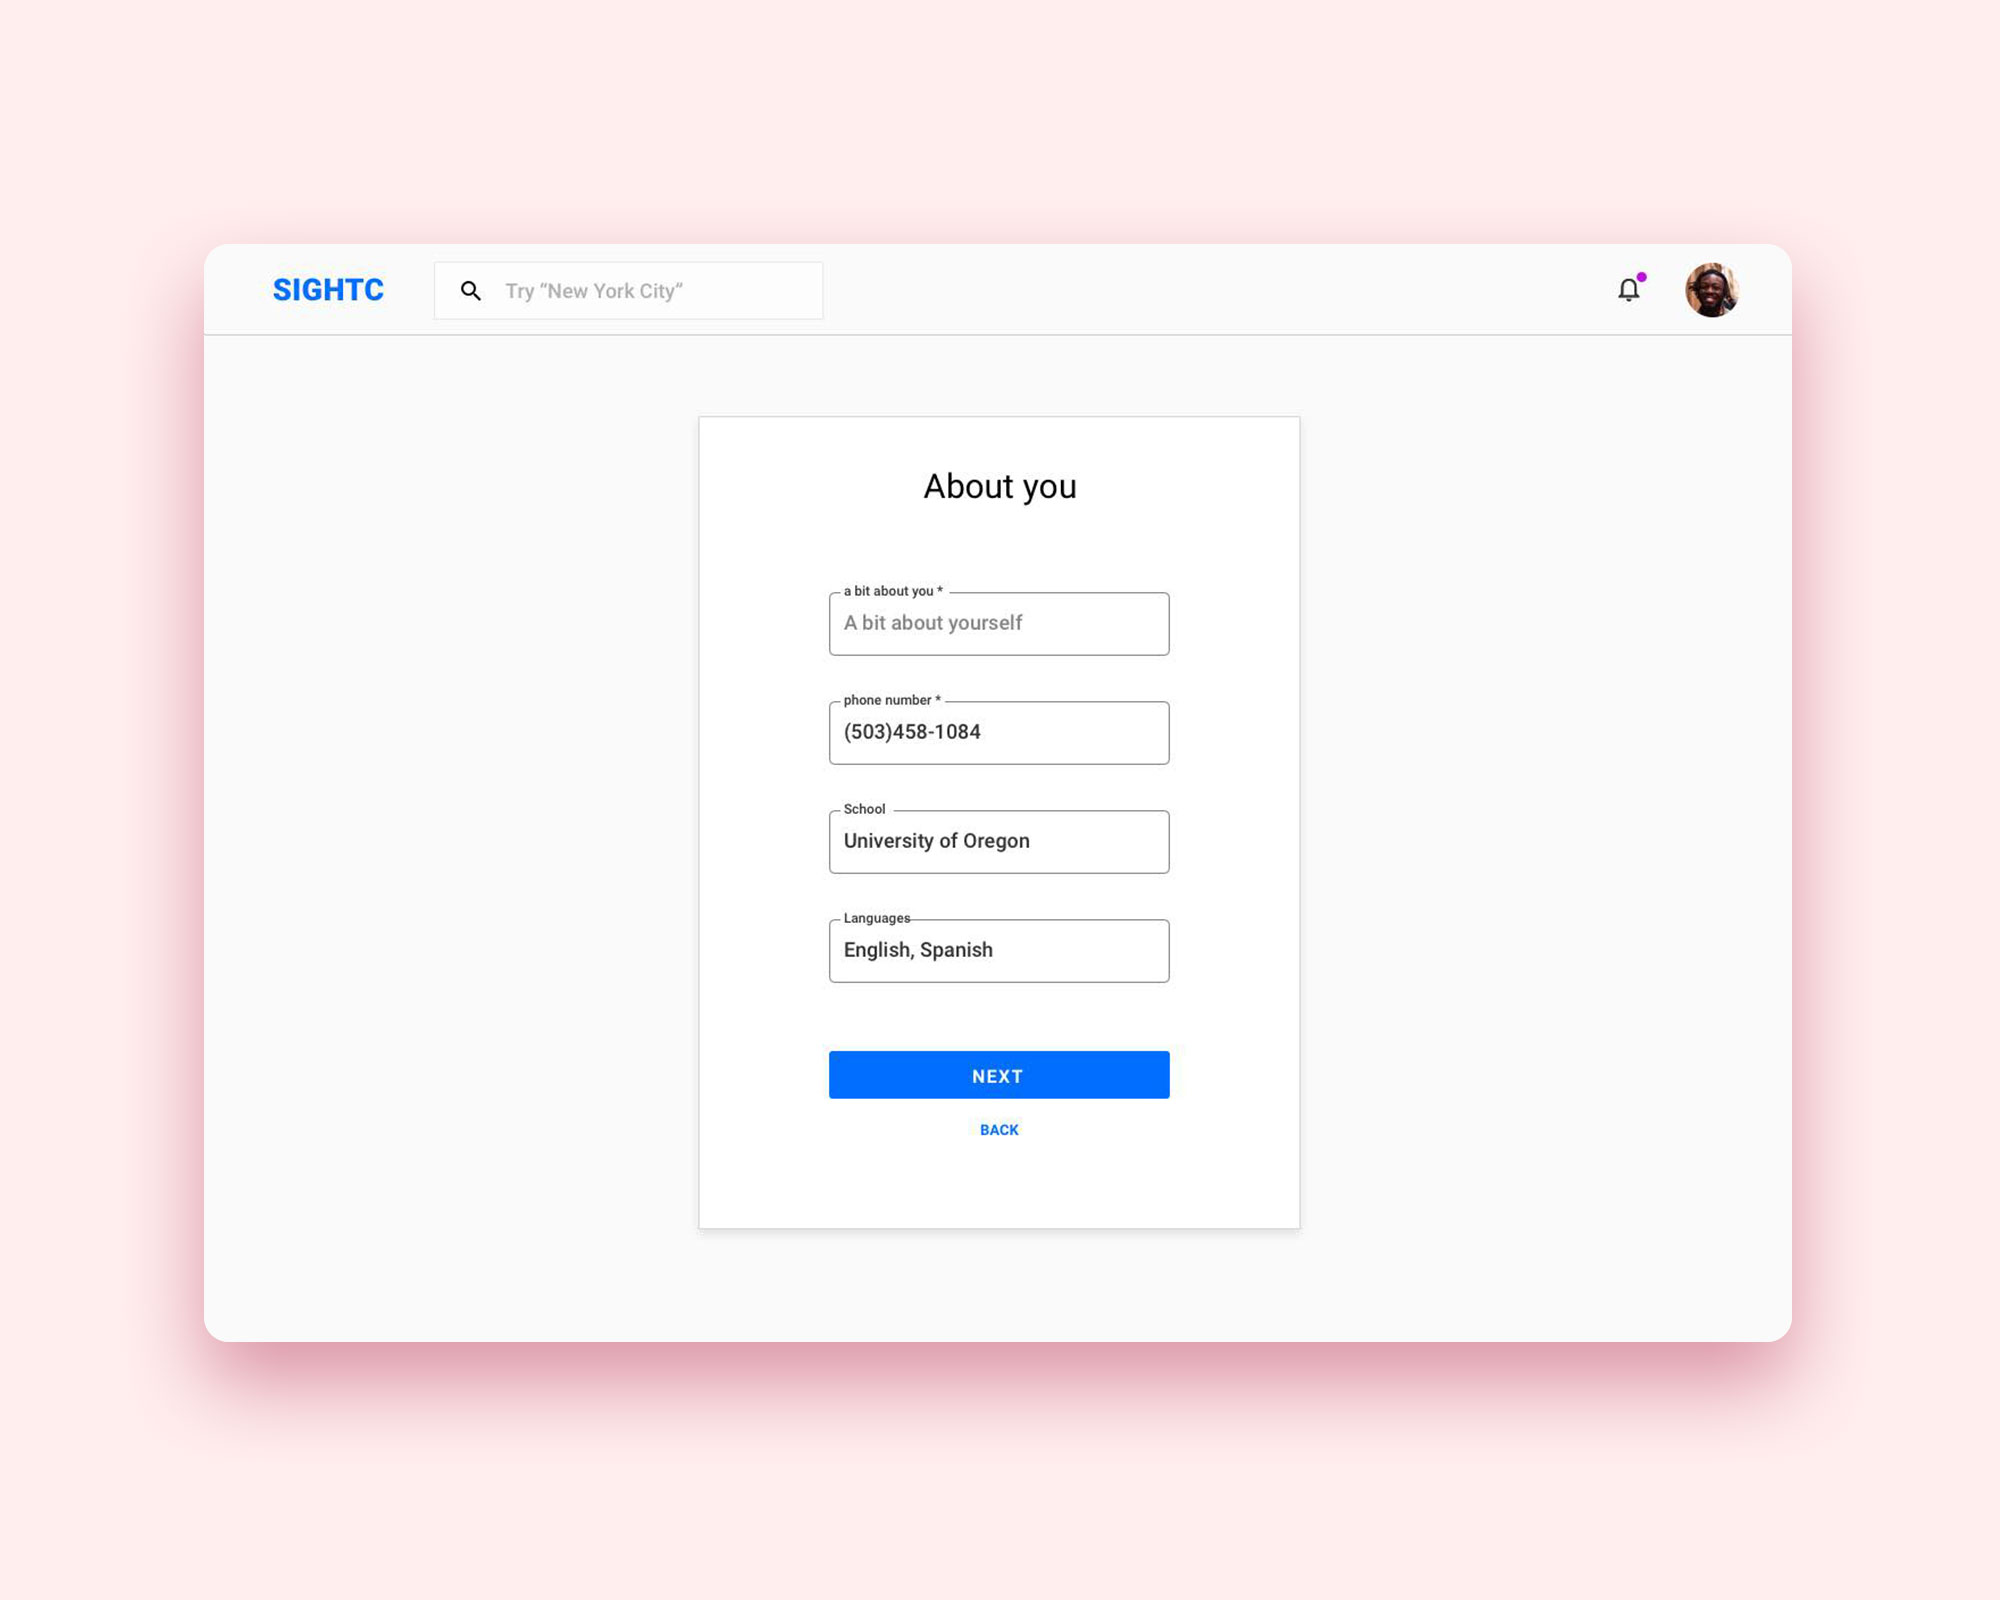 SIGHTC
Try “New York City”
About you
a bit about you *
A bit about yourself
phone number *
(503)458-1084
School
University of Oregon
Languages
English, Spanish
NEXT
BACK